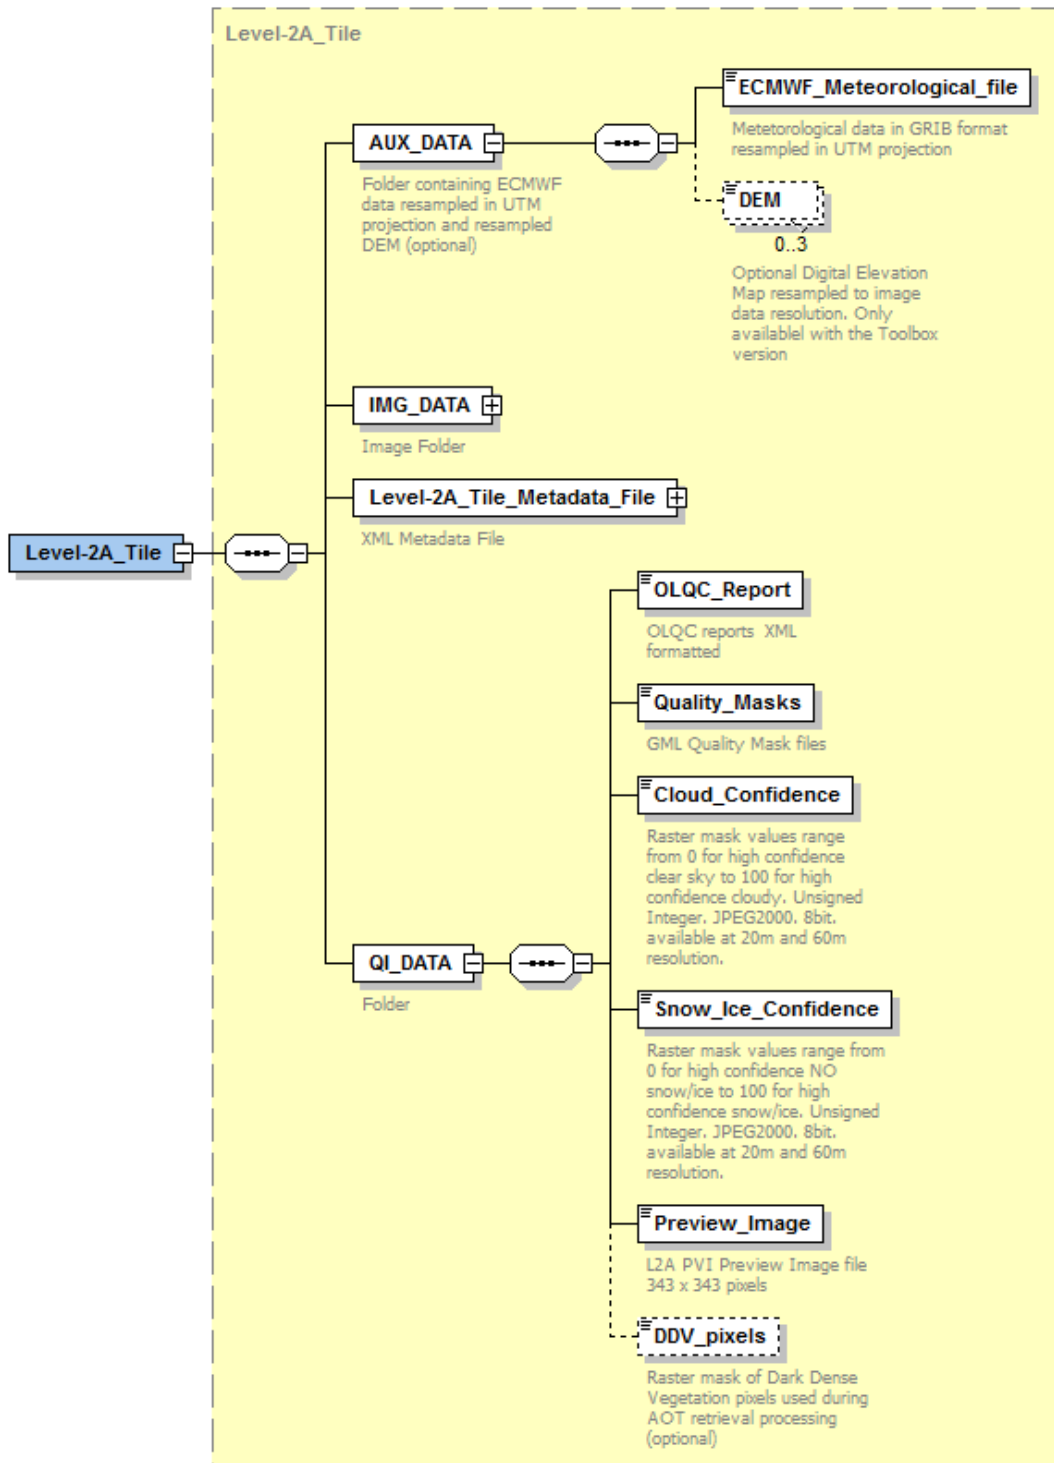 Level-2A_Tile
ECMWF_Meteorological_file
Metetorological data in GRIB format
resampled in UTM projection
AUX_DATA
Folder containing ECMWF
data resampled in UTM
projection and resampled
DEM (optional)
DEM
0..3
Optional Digital Elevation
Map resampled to image
data resolution. Only
availablel with the Toolbox
version
IMG_DATA
Image Folder
Level-2A_Tile_Metadata_File
XML Metadata File
Level-2A_Tile
OLQC_Report
OLQC reports  XML
formatted
Quality_Masks
GML Quality Mask files
Cloud_Confidence
Raster mask values range
from 0 for high confidence
clear sky to 100 for high
confidence cloudy. Unsigned
Integer. JPEG2000. 8bit.
available at 20m and 60m
resolution.
QI_DATA
Folder
Snow_Ice_Confidence
Raster mask values range from
0 for high confidence NO
snow/ice to 100 for high
confidence snow/ice. Unsigned
Integer. JPEG2000. 8bit.
available at 20m and 60m
resolution.
Preview_Image
L2A PVI Preview Image file
343 x 343 pixels
DDV_pixels
Raster mask of Dark Dense
Vegetation pixels used during
AOT retrieval processing
(optional)